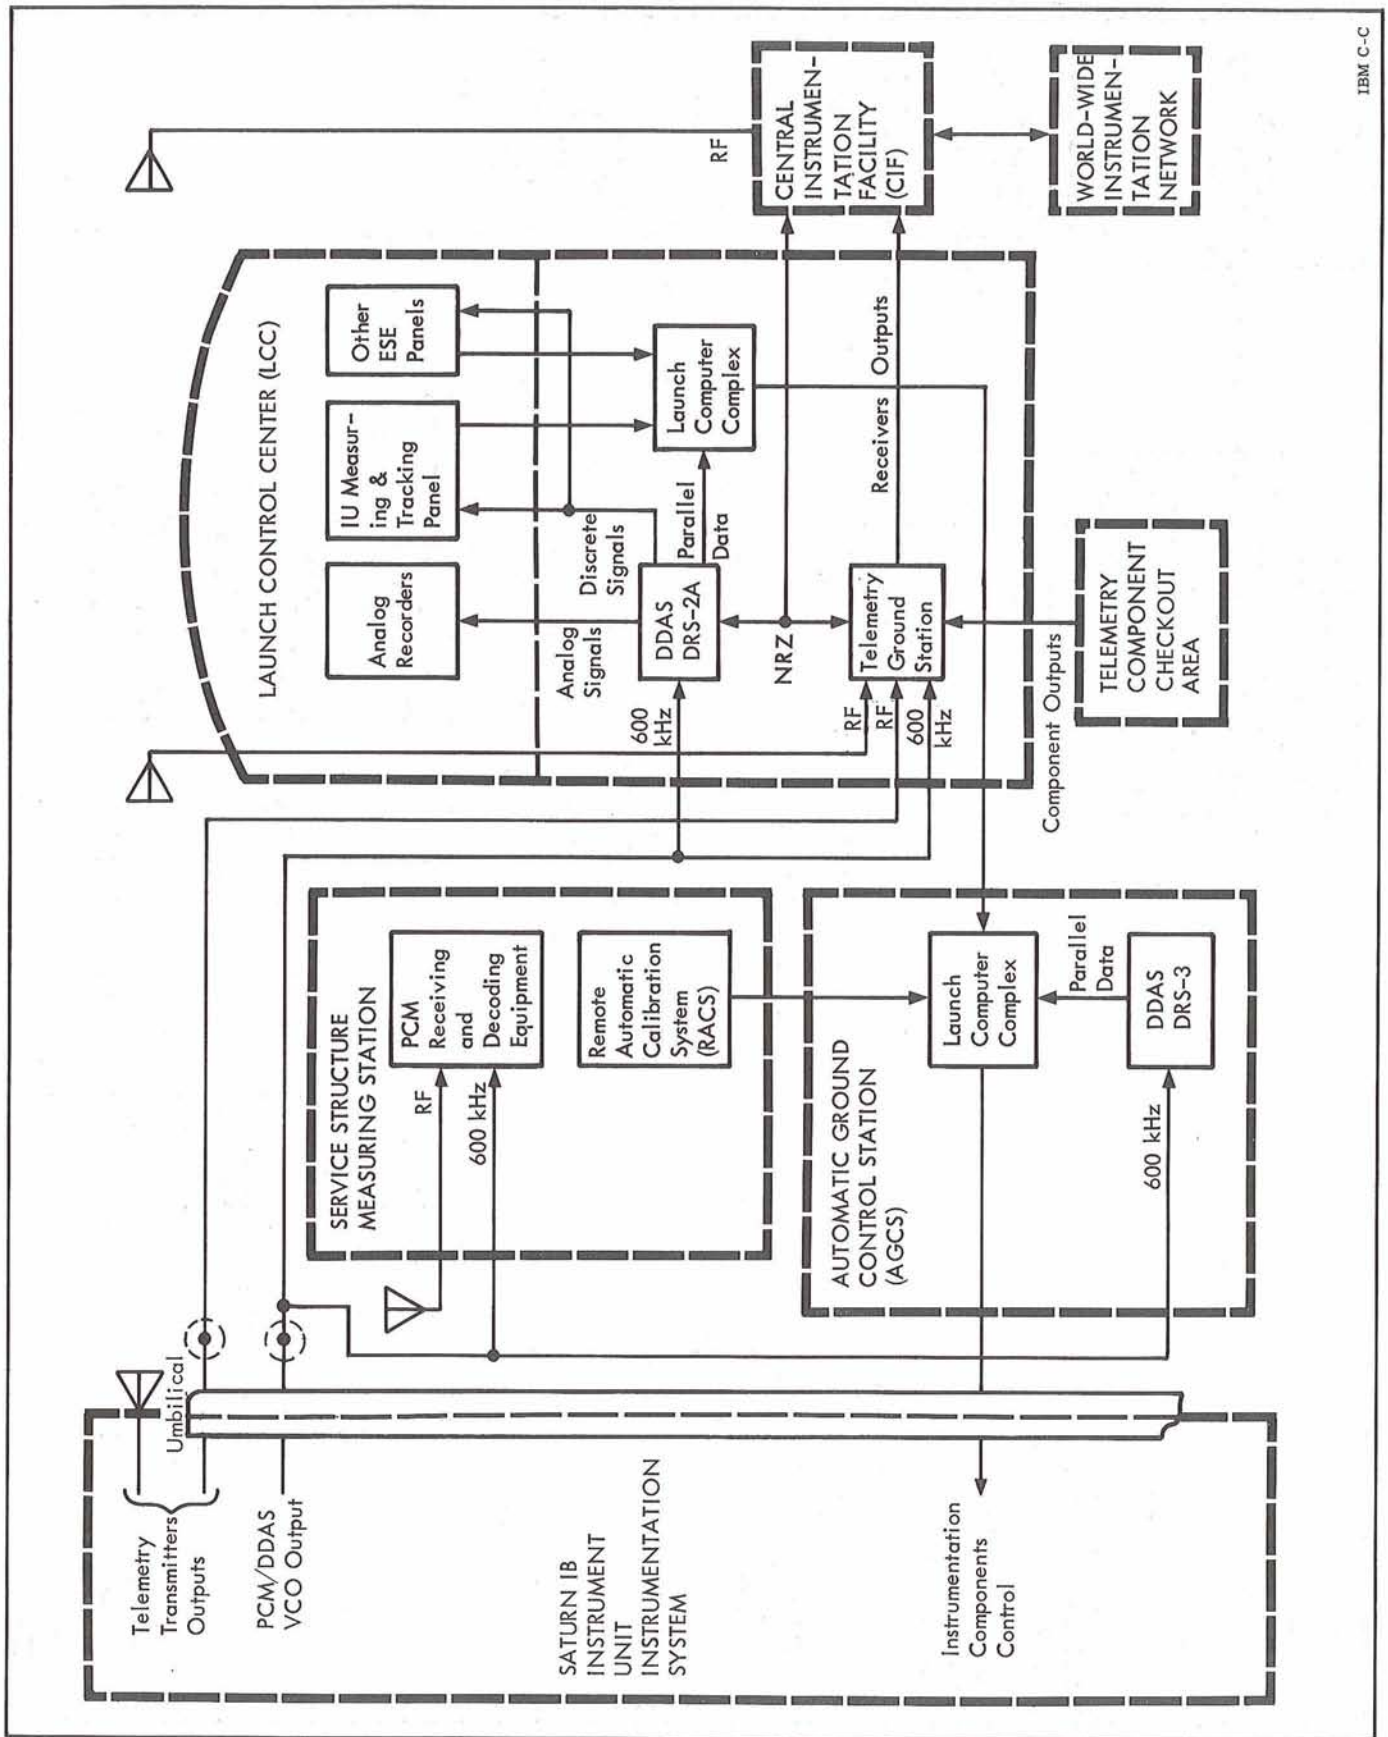 Telemetry
Transmitters
Outputs
Umbilical
PCM/DDAS
VCO Output
SATURN IB
INSTRUMENT
UNIT
INSTRUMENTATION
SYSTEM
Instrumentation
Components
Control
SERVICE STRUCTURE
MEASURING STATION
RF
600 kHz
PCM
Receiving
and
Decoding
Equipment
Remote
Automatic
Calibration
System
(RACS)
AUTOMATIC GROUND
CONTROL STATION
(AGCS)
Launch
Computer
Complex
Parallel
Data
600 kHz
DDAS
DRS-3
LAUNCH CONTROL CENTER (LCC)
Analog
Recorders
IU Measur-
ing &
Tracking
Panel
Other
ESE
Panels
Analog
Signals
Discrete
Signals
600
kHz
DDAS
DRS-2A
Parallel
Data
Launch
Computer
Complex
NRZ
RF
RF
600
kHz
Telemetry
Ground
Station
Receivers Outputs
Component Outputs
TELEMETRY
COMPONENT
CHECKOUT
AREA
RF
CENTRAL
INSTRUMEN-
TATION
FACILITY
(CIF)
WORLD-WIDE
INSTRUMEN-
TATION
NETWORK
IBM C-C